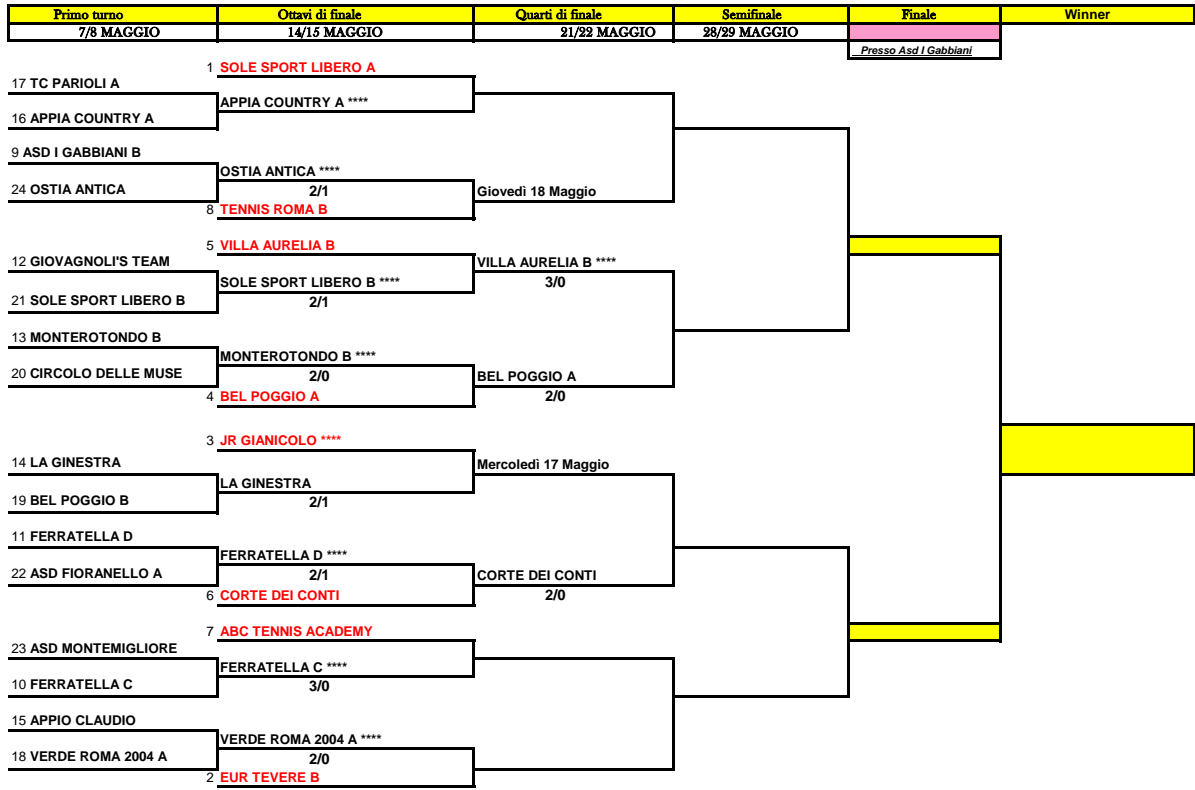 Primo turno Ottavi di finale Quarti di finale Semifinale Finale Winner
7/8 MAGGIO 14/15 MAGGIO 21/22 MAGGIO 28/29 MAGGIO
Presso Asd I Gabbiani
1 SOLE SPORT LIBERO A
17 TC PARIOLI A
APPIA COUNTRY A ****
16 APPIA COUNTRY A
9 ASD I GABBIANI B
OSTIA ANTICA ****
24 OSTIA ANTICA 2/1 Giovedì 18 Maggio
8 TENNIS ROMA B
5 VILLA AURELIA B
12 GIOVAGNOLI'S TEAM VILLA AURELIA B ****
SOLE SPORT LIBERO B **** 3/0
21 SOLE SPORT LIBERO B 2/1
13 MONTEROTONDO B
MONTEROTONDO B ****
20 CIRCOLO DELLE MUSE 2/0 BEL POGGIO A
4 BEL POGGIO A 2/0
3 JR GIANICOLO ****
14 LA GINESTRA Mercoledì 17 Maggio
LA GINESTRA
19 BEL POGGIO B 2/1
11 FERRATELLA D
FERRATELLA D ****
22 ASD FIORANELLO A 2/1 CORTE DEI CONTI
6 CORTE DEI CONTI 2/0
7 ABC TENNIS ACADEMY
23 ASD MONTEMIGLIORE
FERRATELLA C ****
10 FERRATELLA C 3/0
15 APPIO CLAUDIO
VERDE ROMA 2004 A ****
18 VERDE ROMA 2004 A 2/0
2 EUR TEVERE B